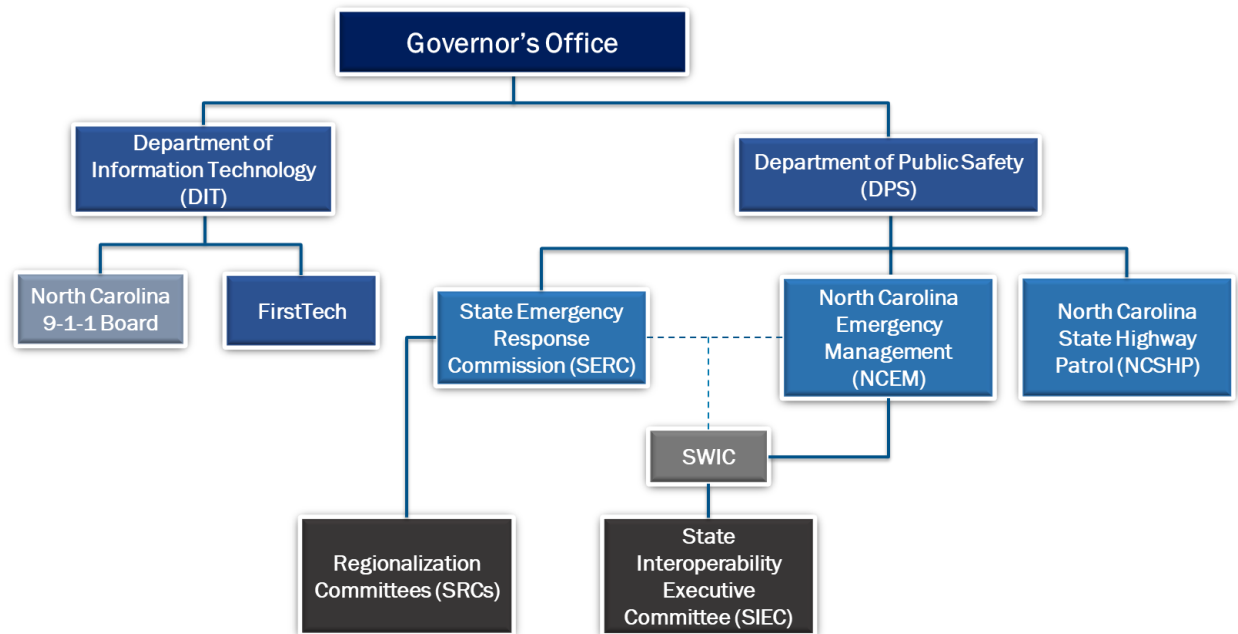 Governor's Office
Department of
Information Technology
(DIT)
Department of Public Safety
(DPS)
North Carolina
9-1-1 Board
FirstTech
State Emergency
Response
Commission (SERC)
North Carolina
Emergency
Management
(NCEM)
North Carolina
State Highway
Patrol (NCSHP)
SWIC
Regionalization
Committees (SRCs)
State
Interoperability
Executive
Committee (SIEC)